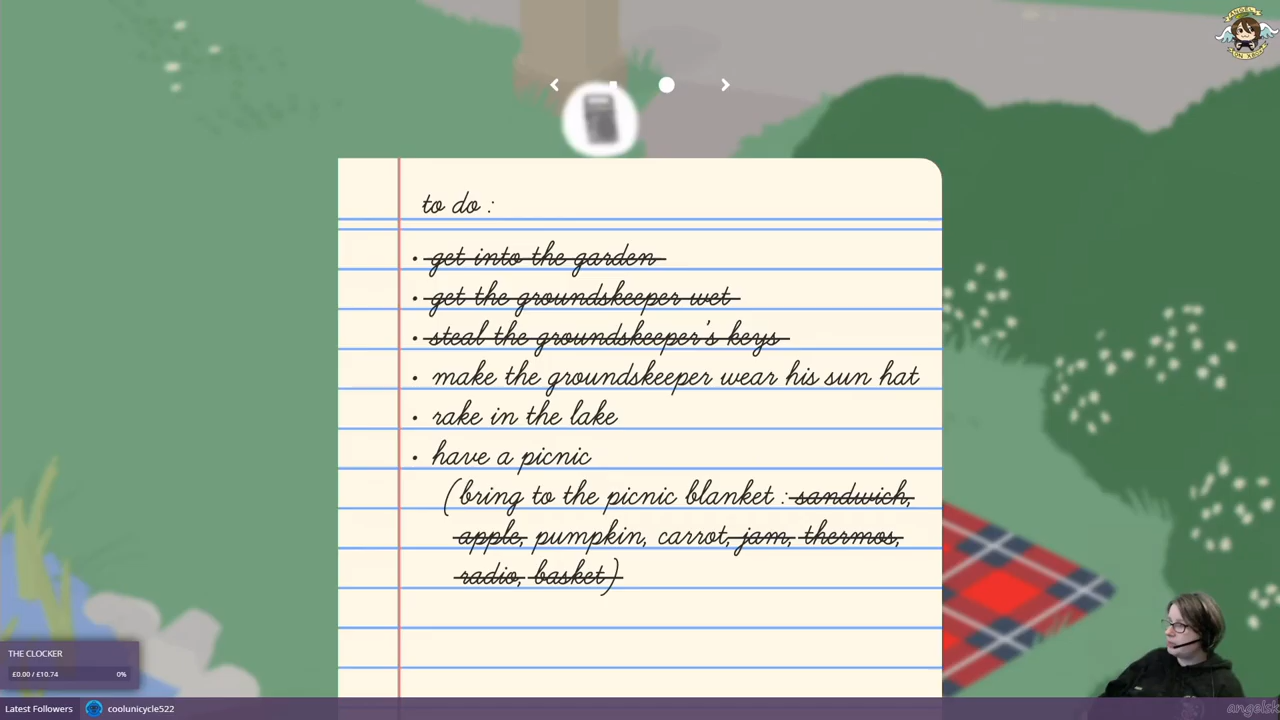 to do :
• get into the garden
• get the groundskeeper wet
• steal the groundskeeper's keys
• make the groundskeeper wear his sun hat
• rake in the lake
• have a picnic
(bring to the picnic blanket : sandwich,
apple, pumpkin, carrot, jam, thermos,
radio, basket)
THE CLOCKER
£0.00 / £10.74 0%
Latest Followers coolunicycle522
angelsk